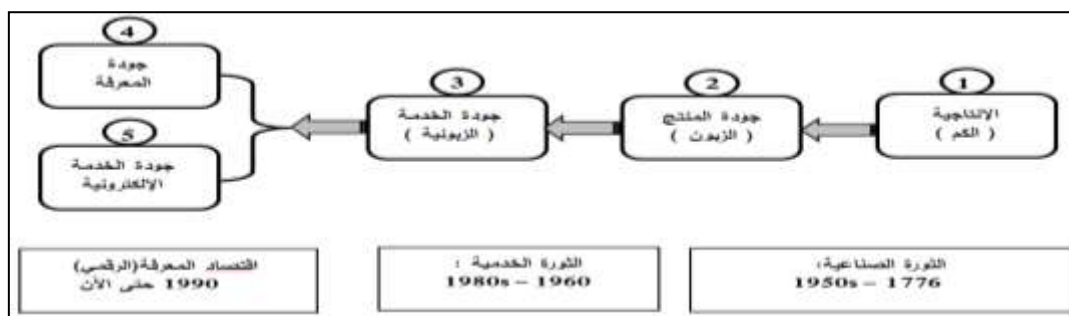 1
الإنتاجية
( الكم )
2
جودة المنتج
( الزبون )
3
جودة الخدمة
( الزبونية )
4
جودة
المعرفة
5
جودة الخدمة
الإلكترونية
الثورة الصناعية:
1776 – 1950s
الثورة الخدمية :
1960 – 1980s
اقتصاد المعرفة(الرقمي)
1990 حتى الأن